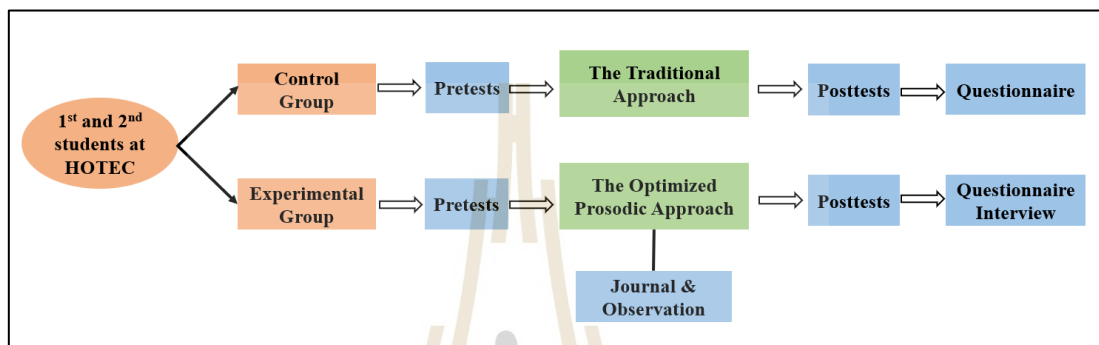 1st and 2nd
students at
HOTEC
Control
Group
Pretests
The Traditional
Approach
Posttests
Questionnaire
Experimental
Group
Pretests
The Optimized
Prosodic Approach
Posttests
Questionnaire
Interview
Journal &
Observation